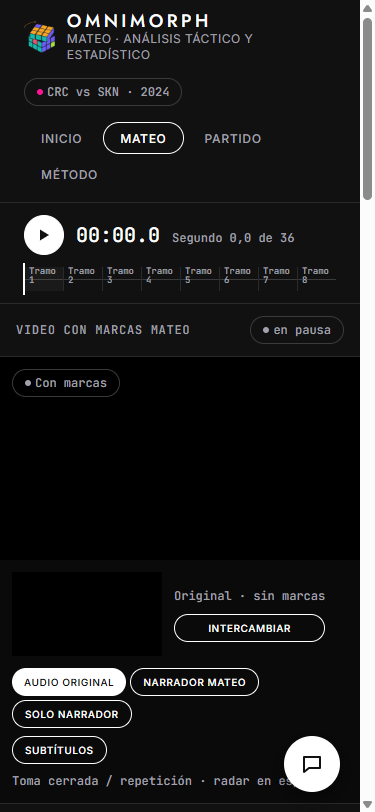 OMNIMORPH
MATEO · ANÁLISIS TÁCTICO Y
ESTADÍSTICO
CRC vs SKN · 2024
INICIO
MATEO
PARTIDO
MÉTODO
00:00.0
Segundo 0,0 de 36
Tramo 1
Tramo 2
Tramo 3
Tramo 4
Tramo 5
Tramo 6
Tramo 7
Tramo 8
VIDEO CON MARCAS MATEO
en pausa
Con marcas
Original · sin marcas
INTERCAMBIAR
AUDIO ORIGINAL
NARRADOR MATEO
SOLO NARRADOR
SUBTÍTULOS
Toma cerrada / repetición · radar en